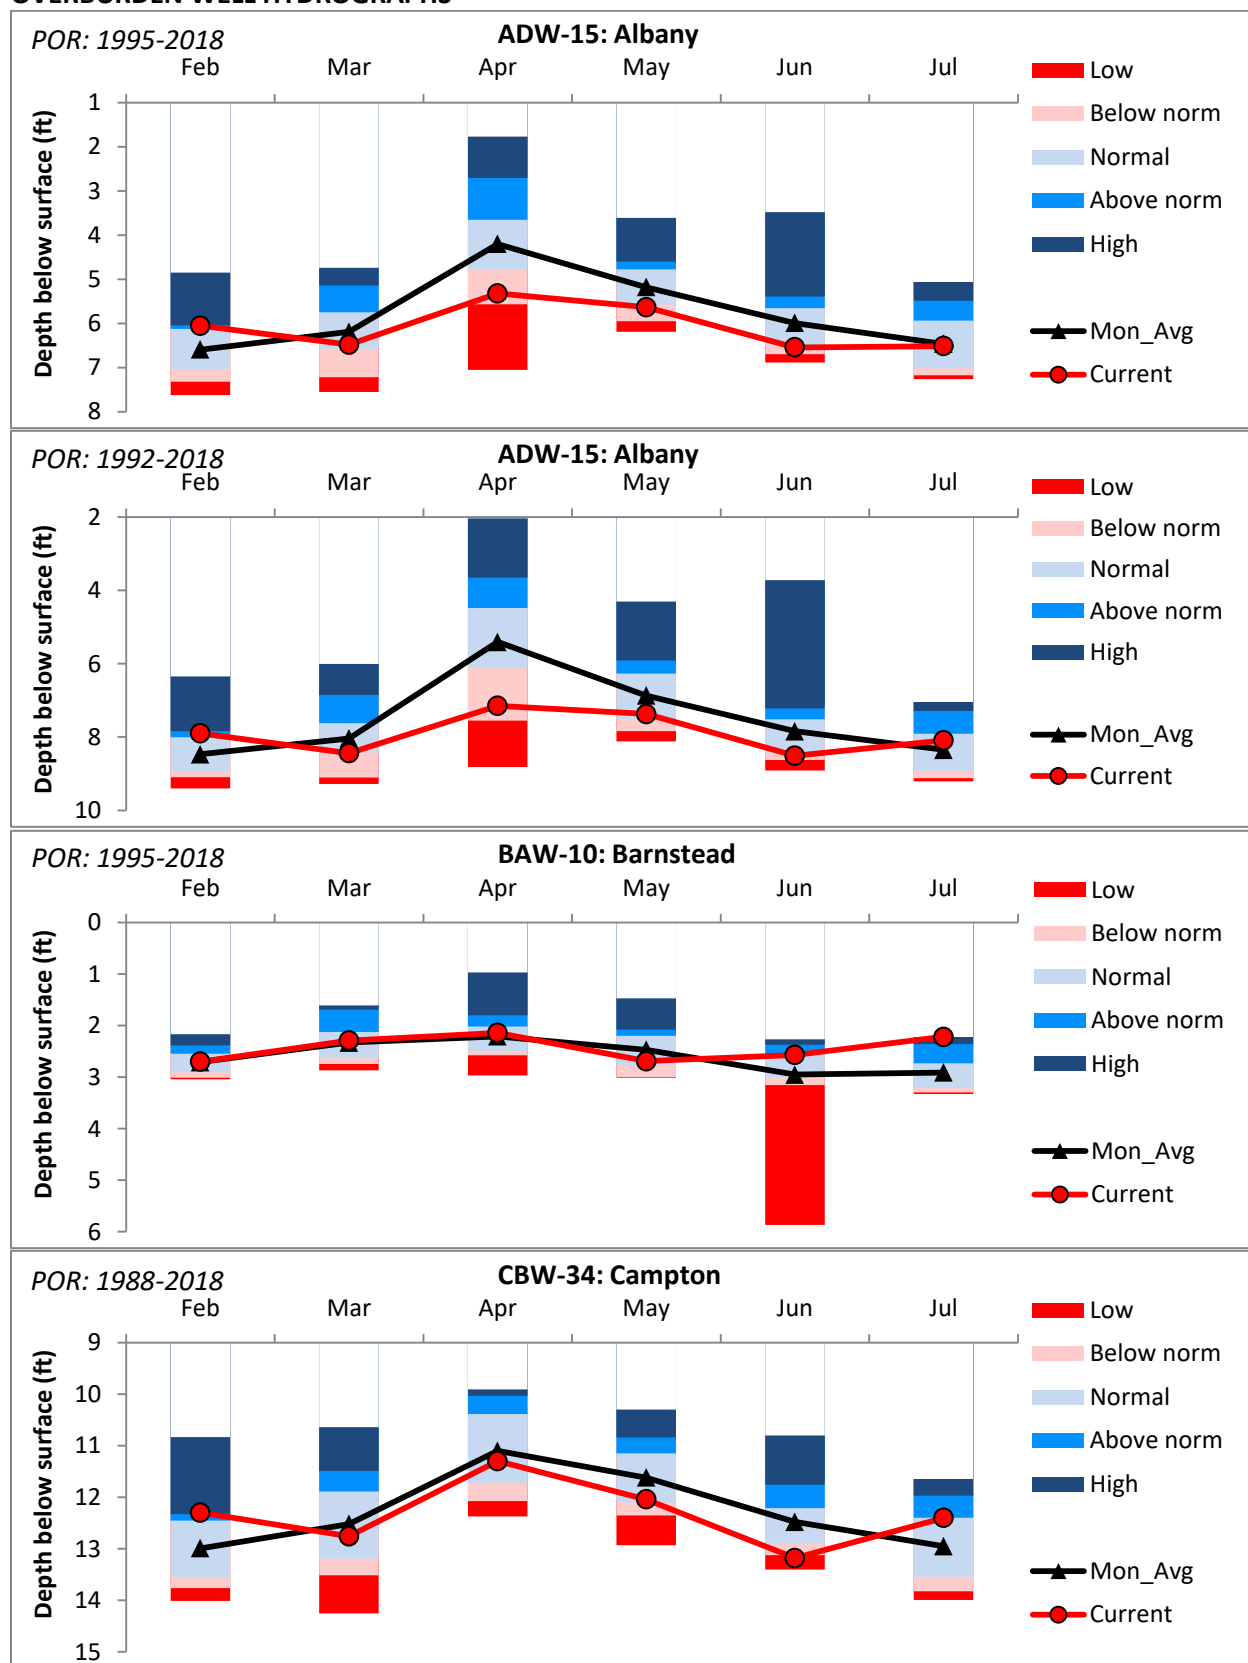 OVERBURDEN WELL HYDROGRAPHS
POR: 1995-2018
ADW-15: Albany
Feb Mar Apr May Jun Jul
Depth below surface (ft)
1
2
3
4
5
6
7
8
Low
Below norm
Normal
Above norm
High
Mon_Avg
Current
POR: 1992-2018
ADW-15: Albany
Feb Mar Apr May Jun Jul
Depth below surface (ft)
2
4
6
8
10
Low
Below norm
Normal
Above norm
High
Mon_Avg
Current
POR: 1995-2018
BAW-10: Barnstead
Feb Mar Apr May Jun Jul
Depth below surface (ft)
0
1
2
3
4
5
6
Low
Below norm
Normal
Above norm
High
Mon_Avg
Current
POR: 1988-2018
CBW-34: Campton
Feb Mar Apr May Jun Jul
Depth below surface (ft)
9
10
11
12
13
14
15
Low
Below norm
Normal
Above norm
High
Mon_Avg
Current